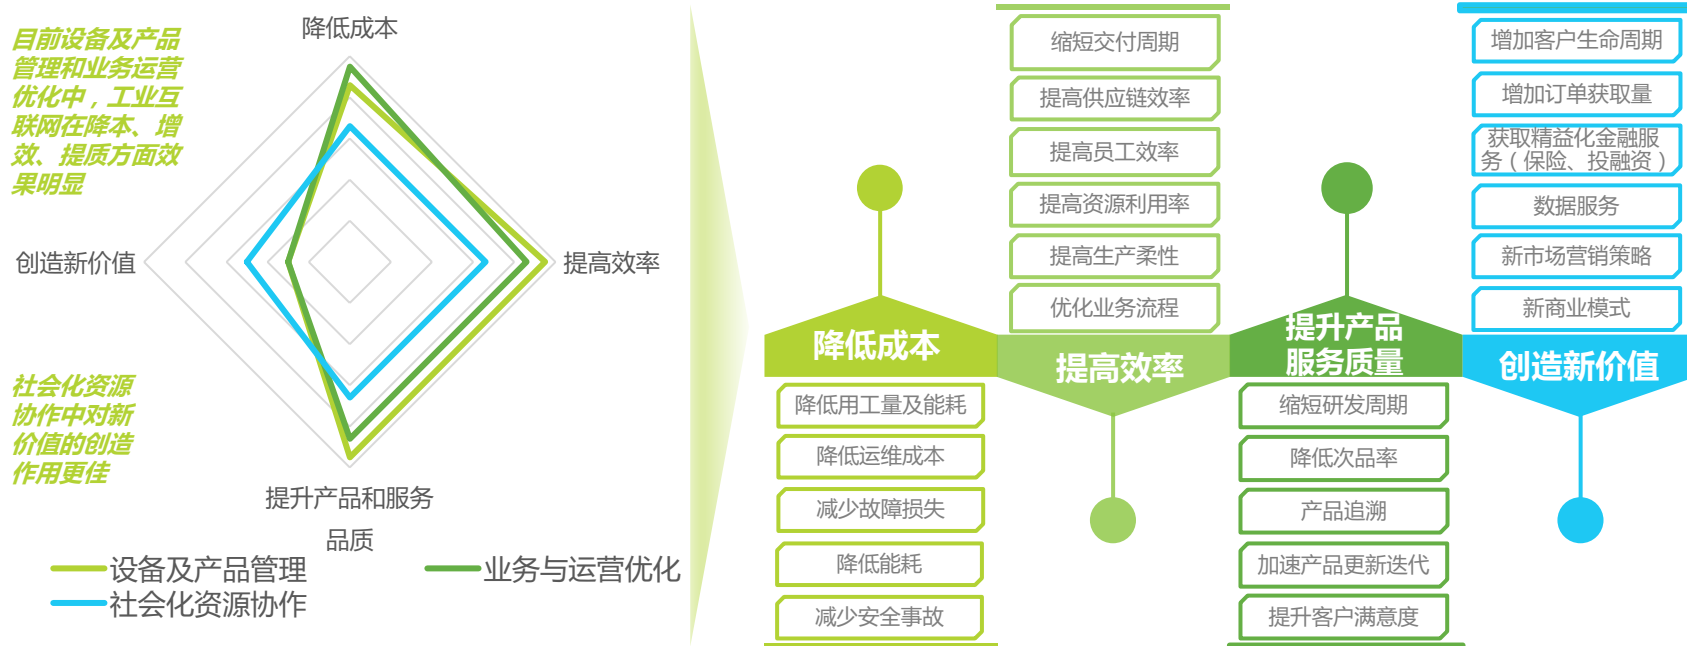 目前设备及产品
管理和业务运营
优化中，工业互
联网在降本、增
效、提质方面效
果明显
社会化资源
协作中对新
价值的创造
作用更佳
降低成本
创造新价值
提高效率
提升产品和服务
品质
设备及产品管理
业务与运营优化
社会化资源协作
降低成本
降低用工量及能耗
降低运维成本
减少故障损失
降低能耗
减少安全事故
缩短交付周期
提高供应链效率
提高员工效率
提高资源利用率
提高生产柔性
优化业务流程
提高效率
提升产品
服务质量
缩短研发周期
降低次品率
产品追溯
加速产品更新迭代
提升客户满意度
增加客户生命周期
增加订单获取量
获取精益化金融服
务（保险、投融资）
数据服务
新市场营销策略
新商业模式
创造新价值